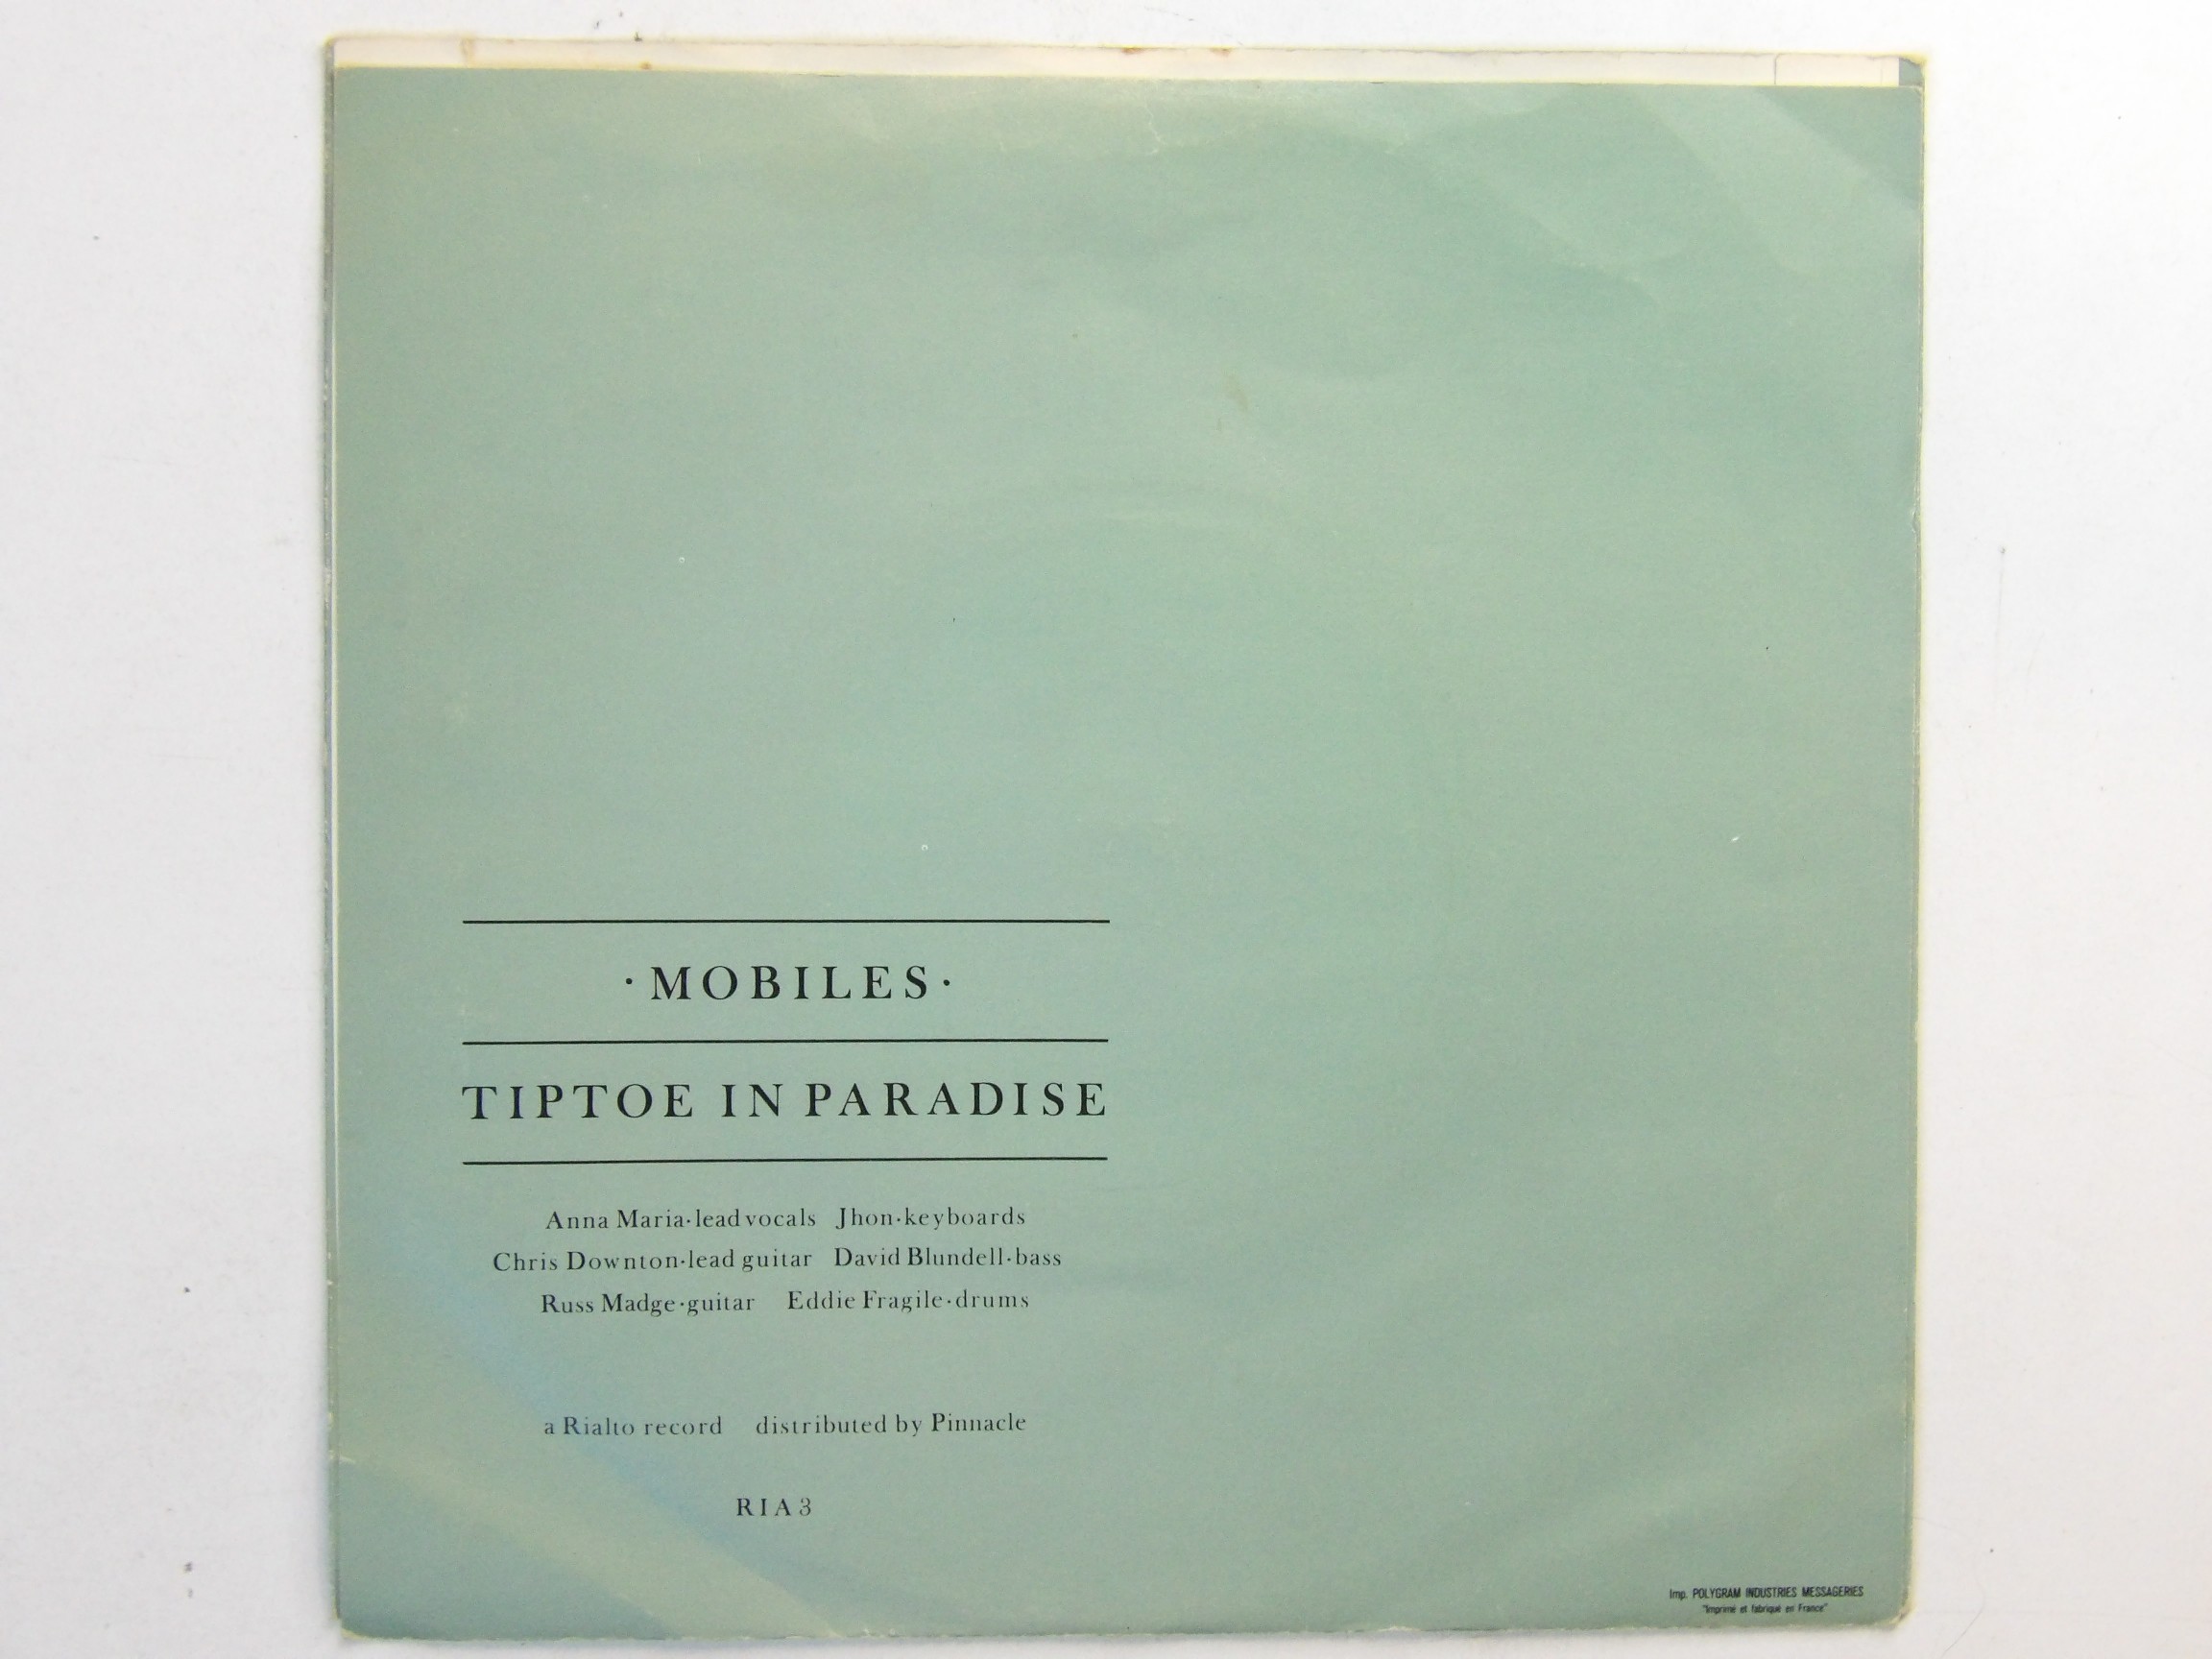 ·MOBILES·
TIPTOE IN PARADISE
Anna Maria·lead vocals Jhon·keyboards
Chris Downton·lead guitar David Blundell·bass
Russ Madge·guitar Eddie Fragile·drums
a Rialto record distributed by Pinnacle
RIA 3
Imp. POLYGRAM INDUSTRIES MESSAGERIES
"Imprimé et fabriqué en France"